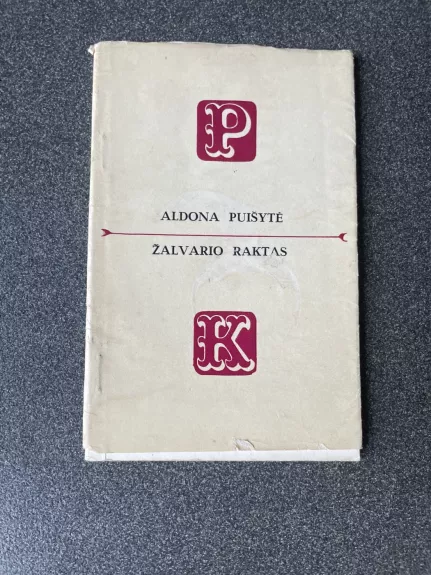 P
ALDONA PUIŠYTĖ
ŽALVARIO RAKTAS
K